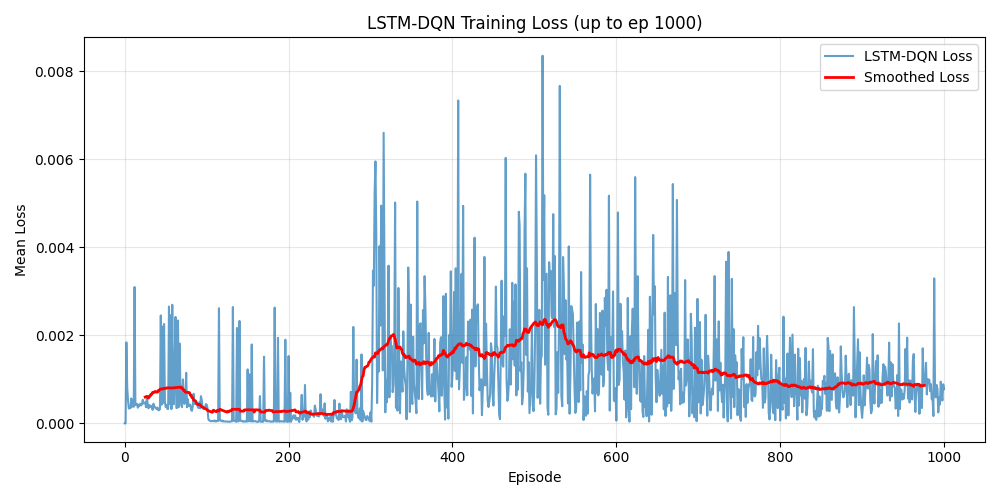 LSTM-DQN Training Loss (up to ep 1000)
LSTM-DQN Loss
Smoothed Loss
Mean Loss
0.008
0.006
0.004
0.002
0.000
0 200 400 600 800 1000
Episode